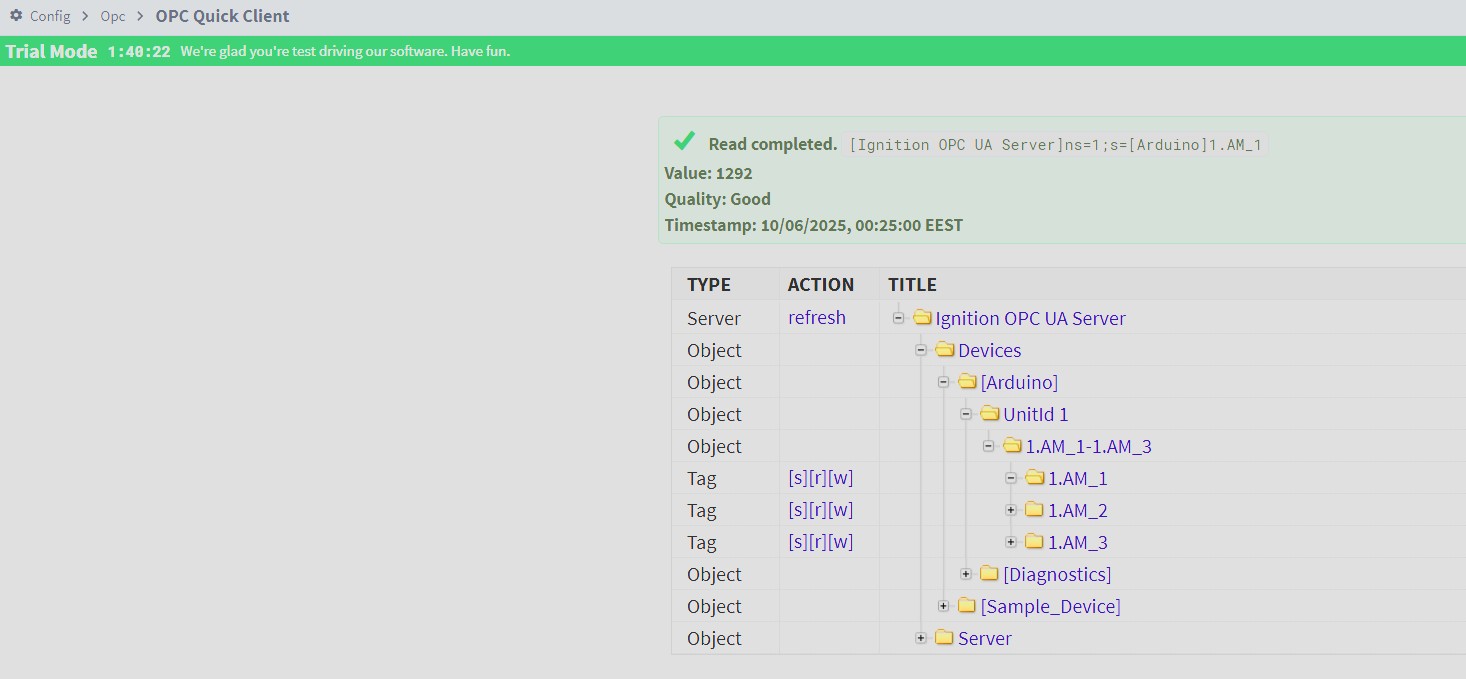 Config > Opc > OPC Quick Client
Trial Mode 1:40:22 We're glad you're test driving our software. Have fun.
Read completed. [Ignition OPC UA Server]ns=1;s=[Arduino]1.AM_1
Value: 1292
Quality: Good
Timestamp: 10/06/2025, 00:25:00 EEST
TYPE ACTION TITLE
Server refresh Ignition OPC UA Server
Object Devices
Object [Arduino]
Object UnitId 1
Object 1.AM_1-1.AM_3
Tag [s][r][w] 1.AM_1
Tag [s][r][w] 1.AM_2
Tag [s][r][w] 1.AM_3
Object [Diagnostics]
Object [Sample_Device]
Object Server